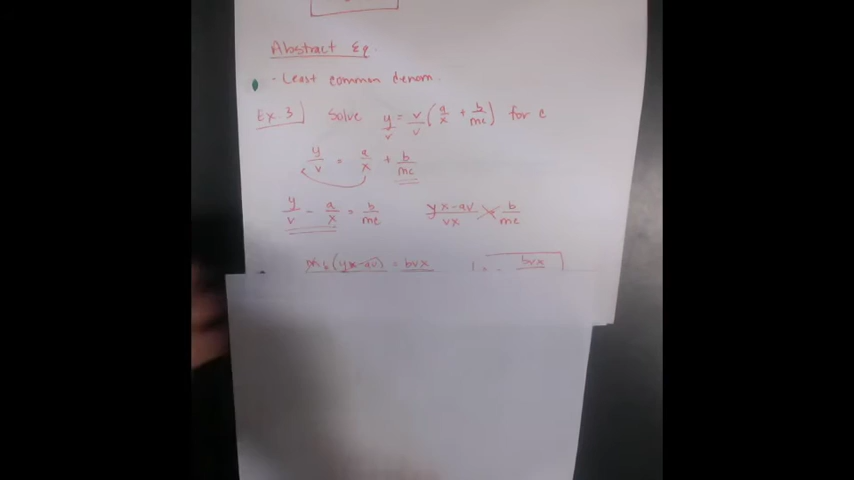 Abstract Eq.
- Least common denom.
Ex. 3 Solve y/v = v/v (a/x + b/mc) for c
y/v = a/x + b/mc
y/v - a/x = b/mc yx-av/vx = b/mc
(yx-av) = bvx bvx